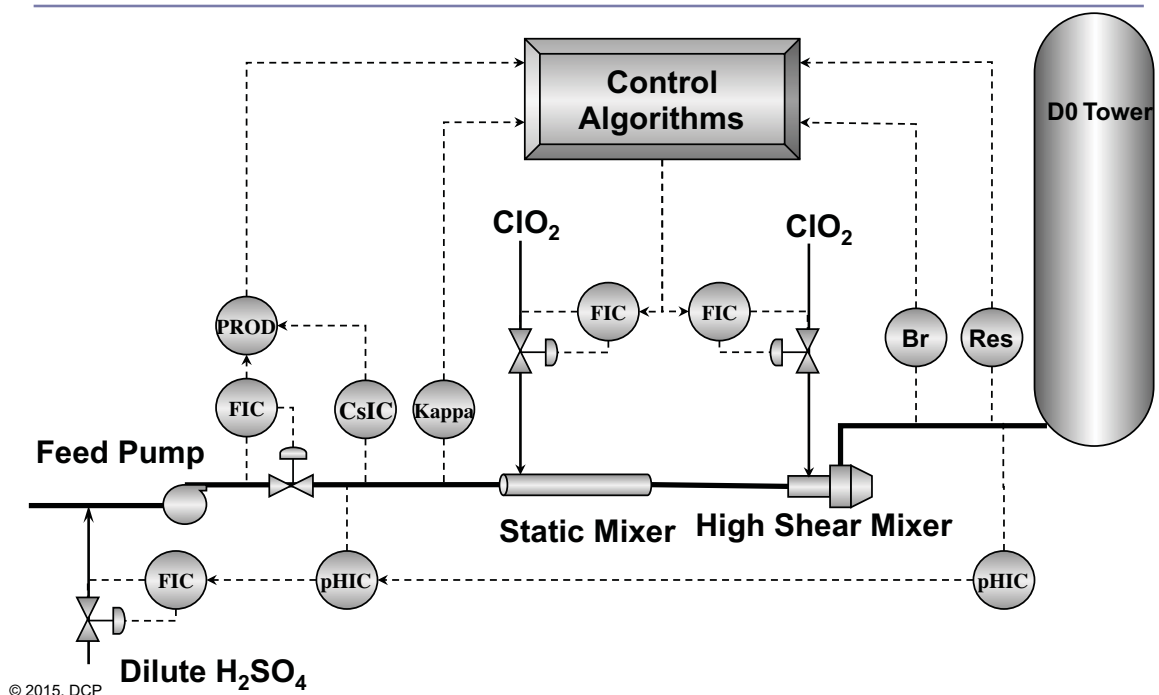 Control
Algorithms
D0 Tower
ClO₂
ClO₂
PROD
FIC
FIC
Br
Res
FIC
CsIC
Kappa
Feed Pump
Static Mixer
High Shear Mixer
FIC
pHIC
pHIC
Dilute H₂SO₄
© 2015, DCP